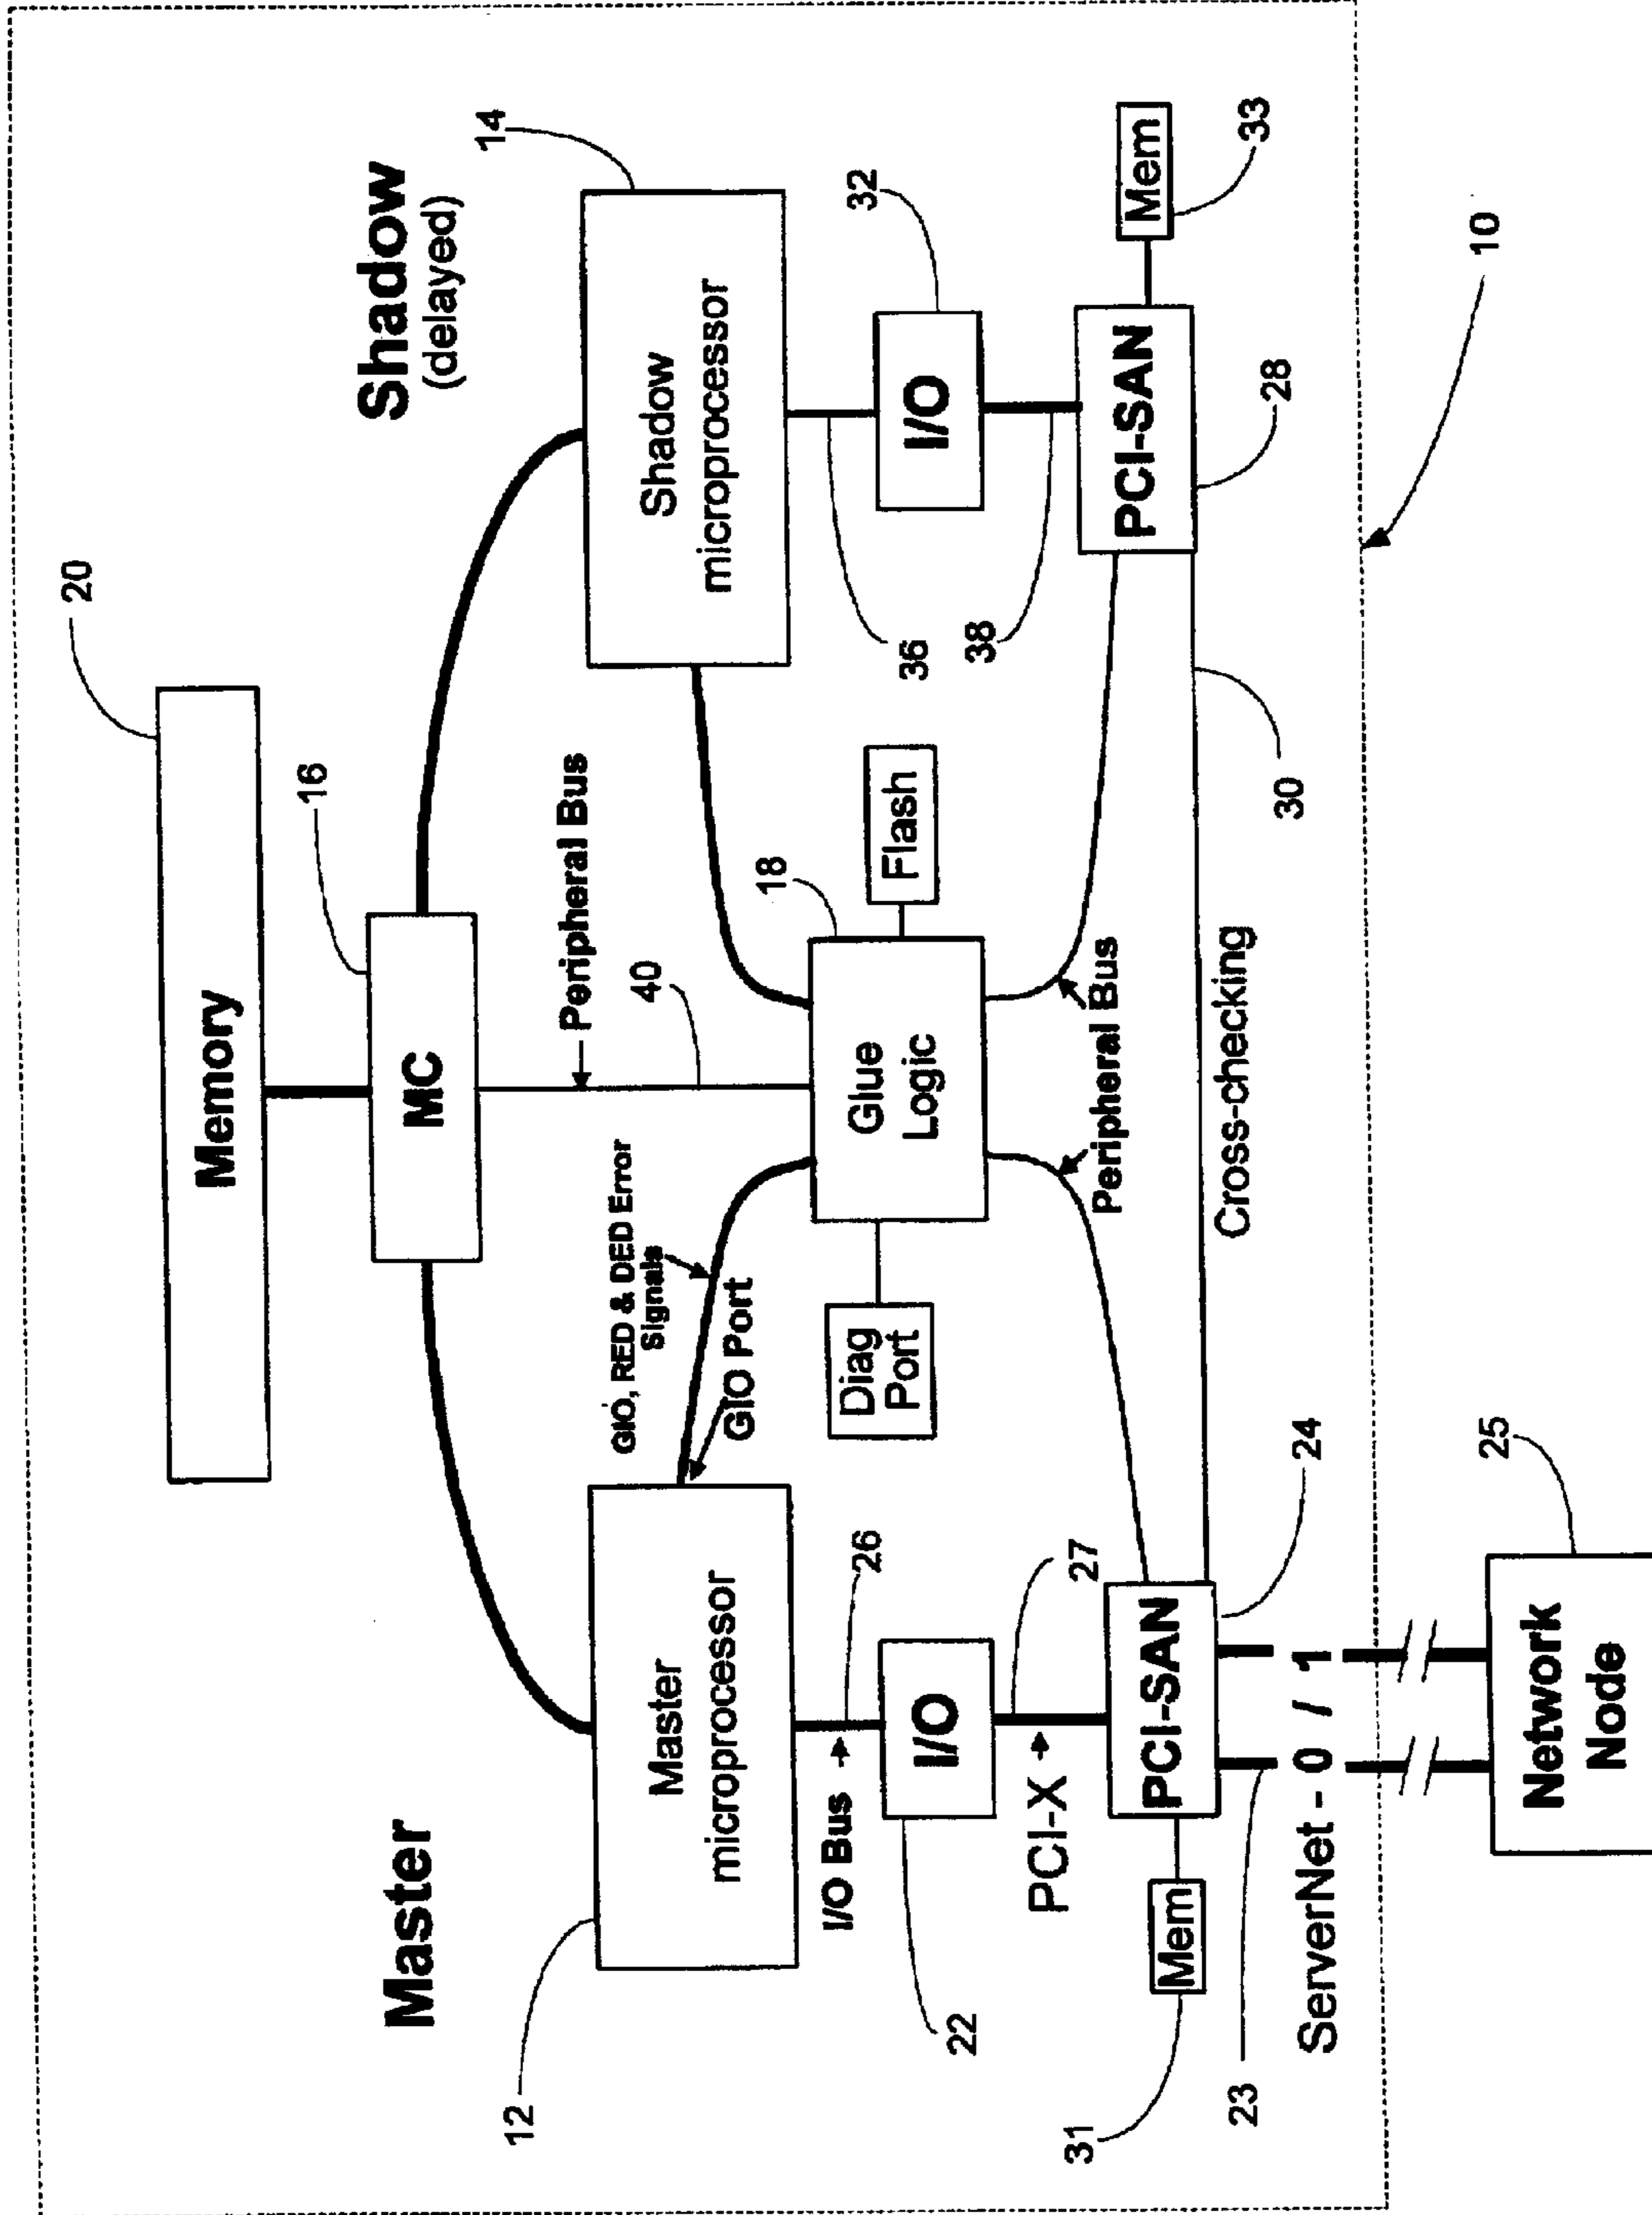 20
Memory
16
MC
Master
Shadow
(delayed)
12
14
Master
microprocessor
Shadow
microprocessor
Peripheral Bus
40
GIO, RED & DED Error
Signals
GIO Port
18
Glue
Logic
Diag
Port
Flash
I/O Bus
26
22
I/O
36
32
I/O
PCI-X
27
38
Peripheral Bus
31
Mem
PCI-SAN
24
PCI-SAN
28
Mem
33
Cross-checking
30
23
ServerNet - 0 / 1
10
25
Network
Node